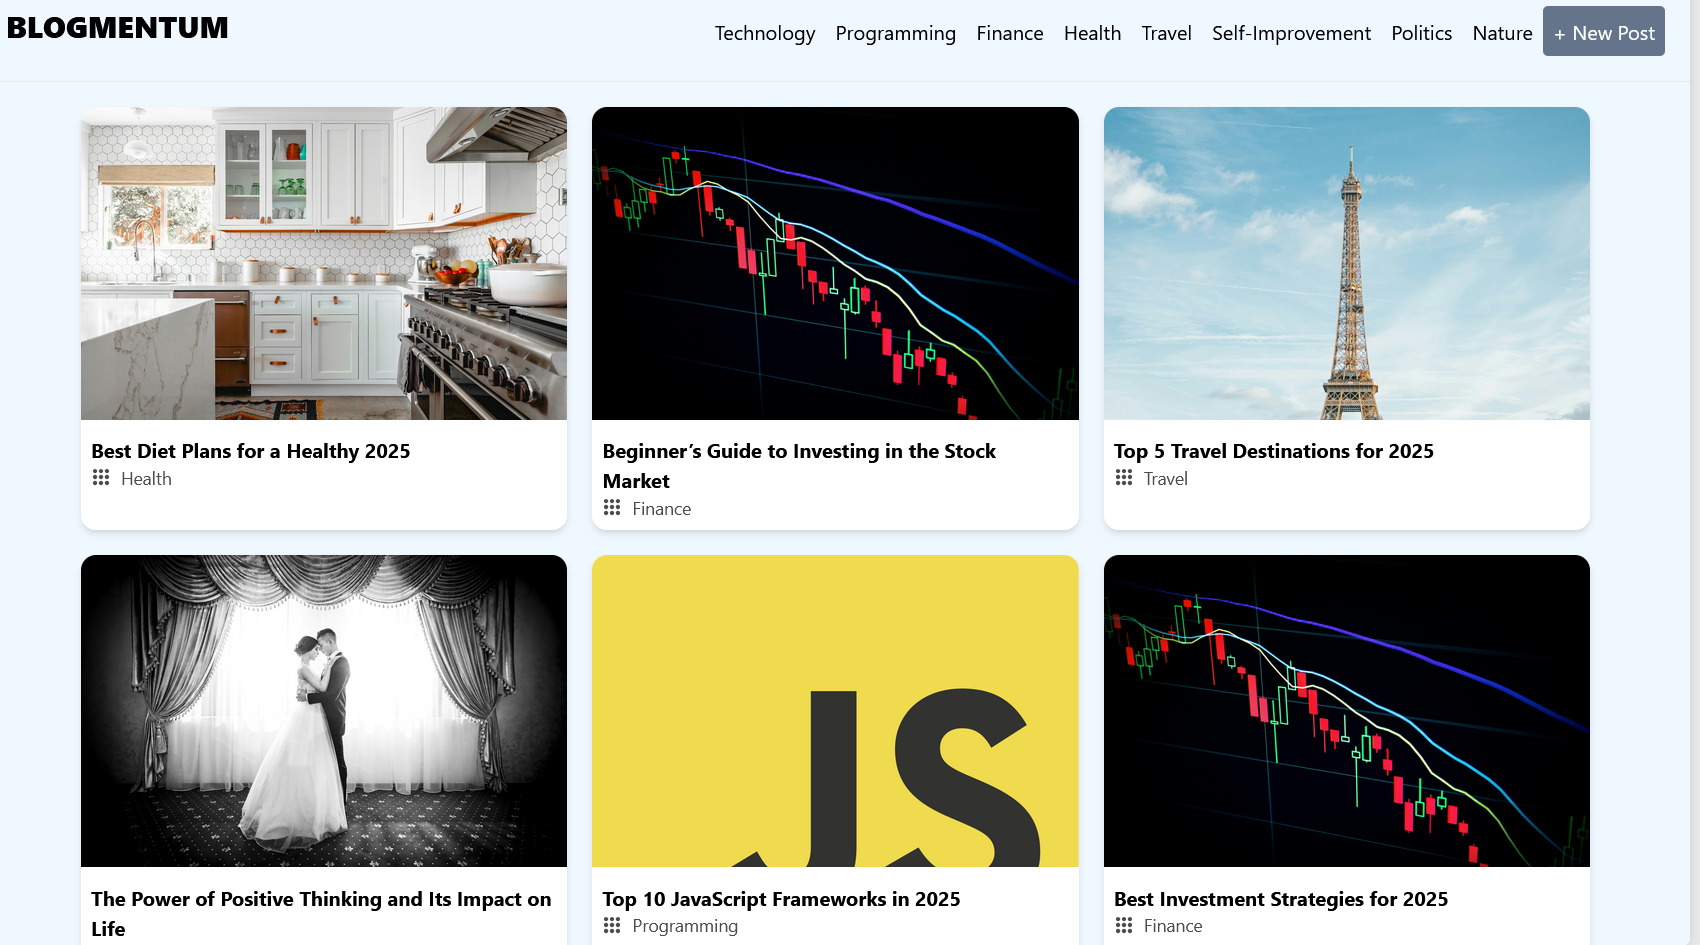 BLOGMENTUM
Technology Programming Finance Health Travel Self-Improvement Politics Nature + New Post
Best Diet Plans for a Healthy 2025
Health
Beginner’s Guide to Investing in the Stock
Market
Finance
Top 5 Travel Destinations for 2025
Travel
The Power of Positive Thinking and Its Impact on
Life
JS
Top 10 JavaScript Frameworks in 2025
Programming
Best Investment Strategies for 2025
Finance